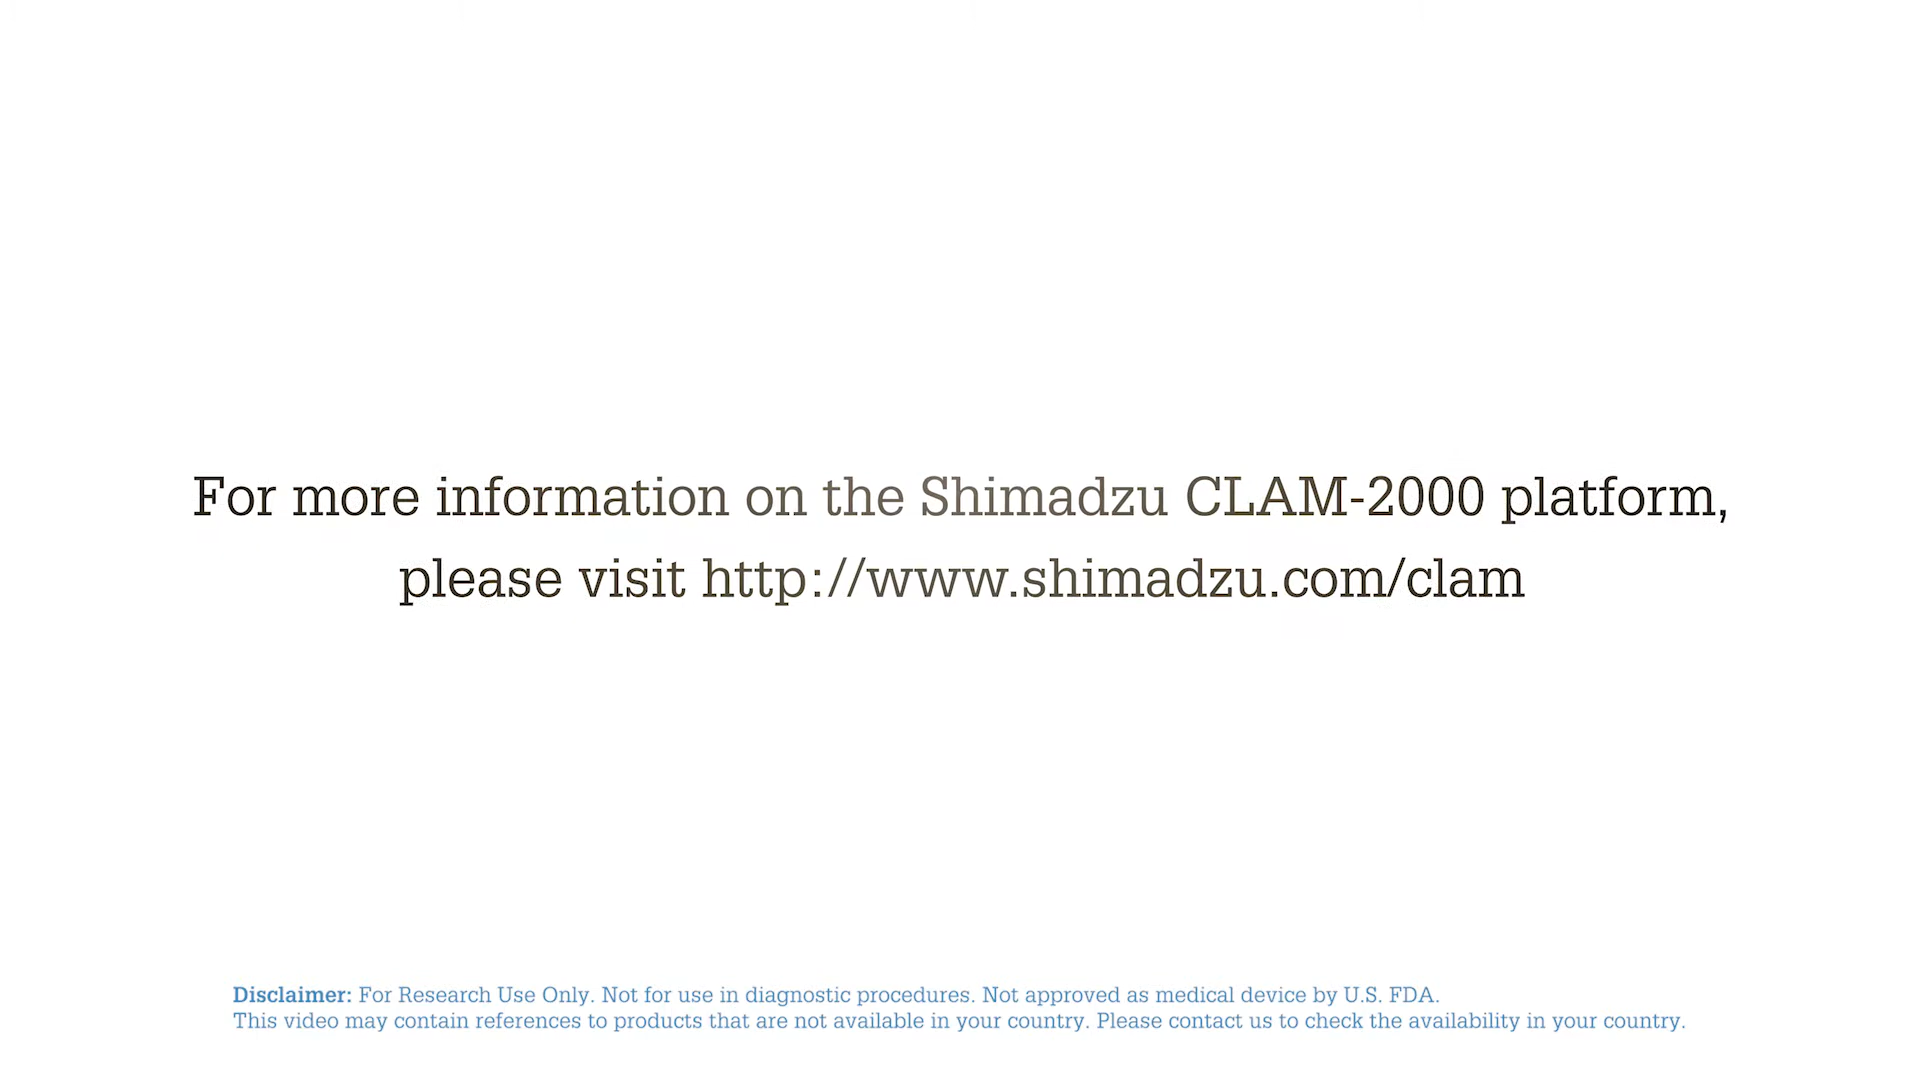 For more information on the Shimadzu CLAM-2000 platform,
please visit http://www.shimadzu.com/clam
Disclaimer: For Research Use Only. Not for use in diagnostic procedures. Not approved as medical device by U.S. FDA.
This video may contain references to products that are not available in your country. Please contact us to check the availability in your country.